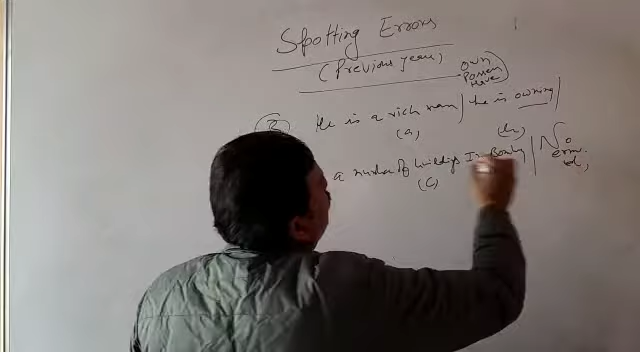 Spotting Errors
(Previous years)
own
Possess
Have
He is a rich man / he is owning /
(a) (b)
a number of buildings In Bombay / No
error.
(c) d,